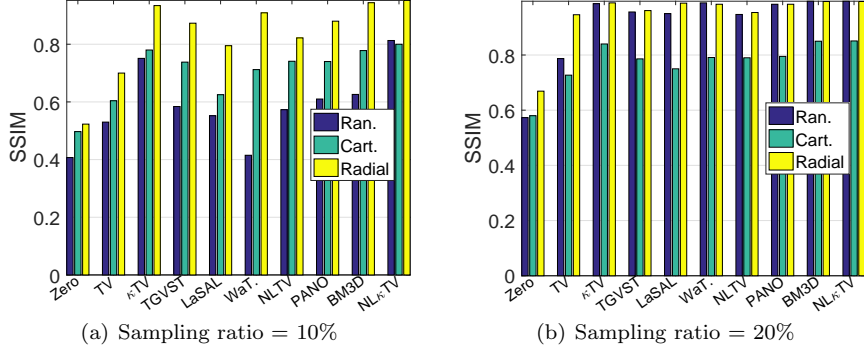 SSIM
0.8
0.6
0.4
0.2
0
Ran.
Cart.
Radial
Zero
TV
κTV
TGVST
LaSAL
WaT.
NLTV
PANO
BM3D
NLκTV
(a) Sampling ratio = 10%
SSIM
0.8
0.6
0.4
0.2
0
Ran.
Cart.
Radial
Zero
TV
κTV
TGVST
LaSAL
WaT.
NLTV
PANO
BM3D
NLκTV
(b) Sampling ratio = 20%